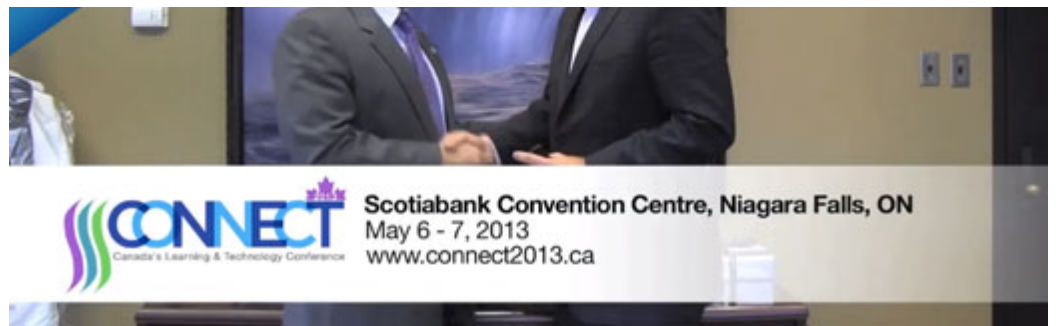 CONNECT
Canada's Learning & Technology Conference
Scotiabank Convention Centre, Niagara Falls, ON
May 6 - 7, 2013
www.connect2013.ca